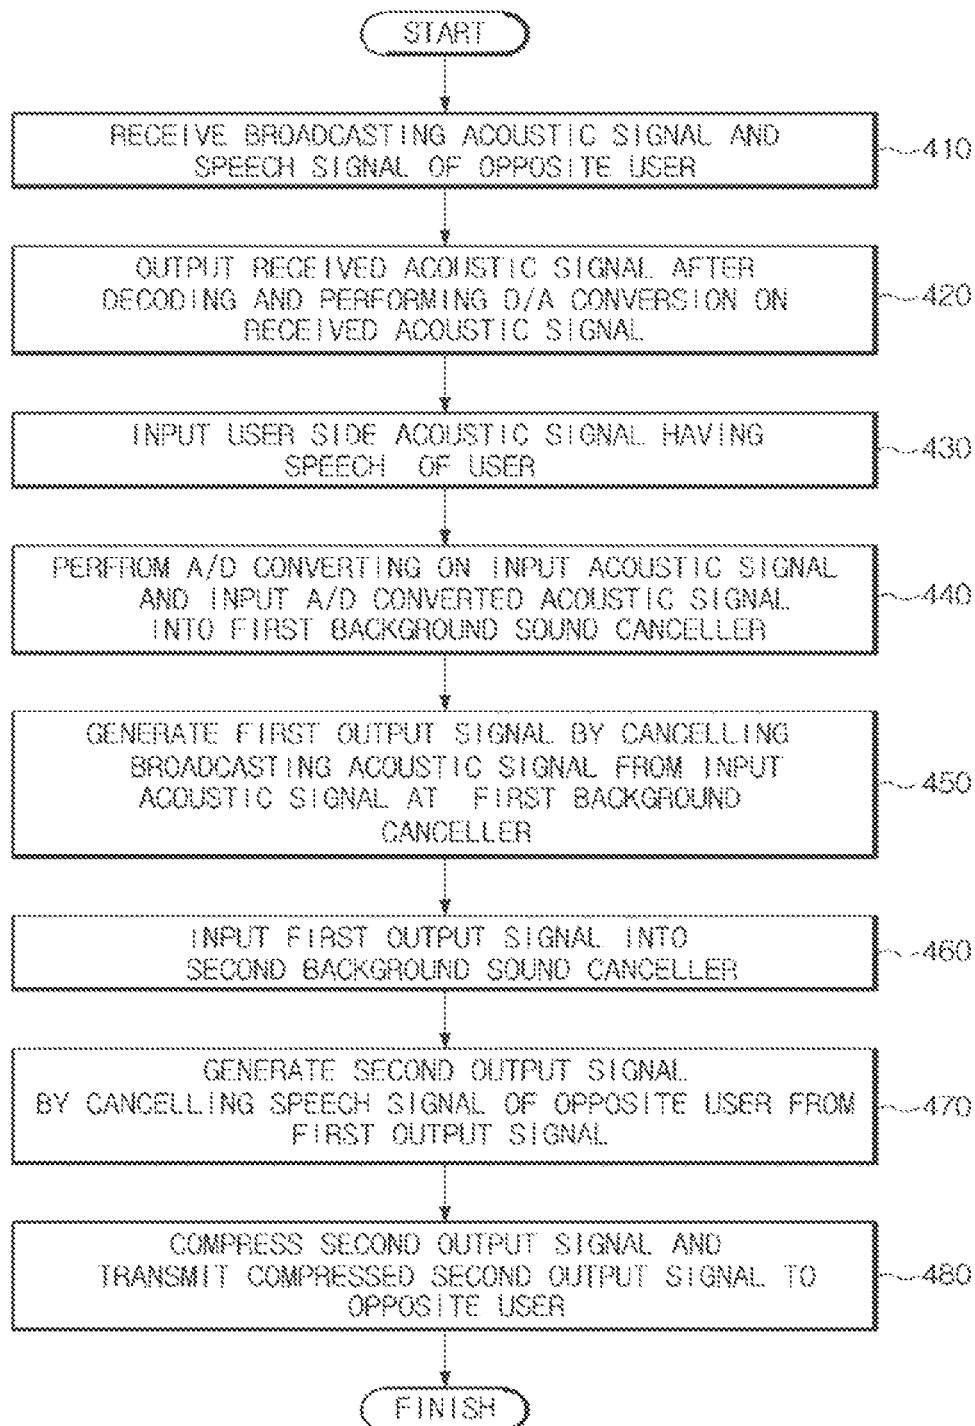 START
RECEIVE BROADCASTING ACOUSTIC SIGNAL AND
SPEECH SIGNAL OF OPPOSITE USER
410
OUTPUT RECEIVED ACOUSTIC SIGNAL AFTER
DECODING AND PERFORMING D/A CONVERSION ON
RECEIVED ACOUSTIC SIGNAL
420
INPUT USER SIDE ACOUSTIC SIGNAL HAVING
SPEECH OF USER
430
PERFROM A/D CONVERTING ON INPUT ACOUSTIC SIGNAL
AND INPUT A/D CONVERTED ACOUSTIC SIGNAL
INTO FIRST BACKGROUND SOUND CANCELLER
440
GENERATE FIRST OUTPUT SIGNAL BY CANCELLING
BROADCASTING ACOUSTIC SIGNAL FROM INPUT
ACOUSTIC SIGNAL AT FIRST BACKGROUND
CANCELLER
450
INPUT FIRST OUTPUT SIGNAL INTO
SECOND BACKGROUND SOUND CANCELLER
460
GENERATE SECOND OUTPUT SIGNAL
BY CANCELLING SPEECH SIGNAL OF OPPOSITE USER FROM
FIRST OUTPUT SIGNAL
470
COMPRESS SECOND OUTPUT SIGNAL AND
TRANSMIT COMPRESSED SECOND OUTPUT SIGNAL TO
OPPOSITE USER
480
FINISH